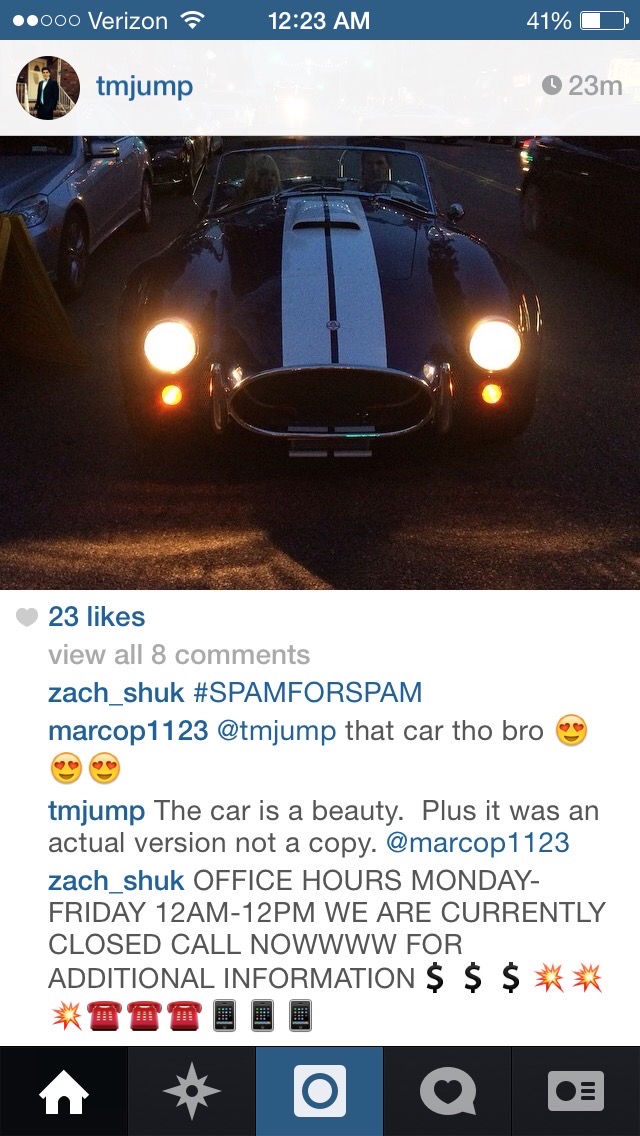 Verizon 12:23 AM 41%
tmjump 23m
23 likes
view all 8 comments
zach_shuk #SPAMFORSPAM
marcop1123 @tmjump that car tho bro 😍
😍😍
tmjump The car is a beauty.  Plus it was an
actual version not a copy. @marcop1123
zach_shuk OFFICE HOURS MONDAY-
FRIDAY 12AM-12PM WE ARE CURRENTLY
CLOSED CALL NOWWWW FOR
ADDITIONAL INFORMATION 💲💲💲💥💥
💥☎️☎️☎️📱📱📱